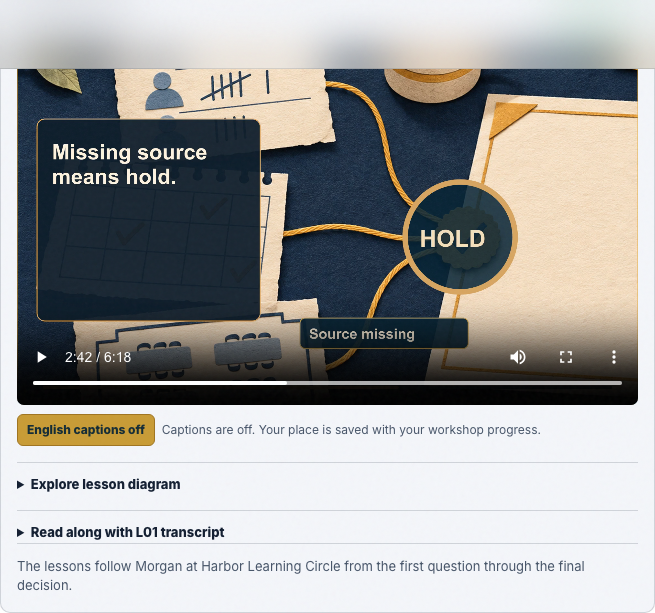 Missing source
means hold.
HOLD
Source missing
2:42 / 6:18
English captions off
Captions are off. Your place is saved with your workshop progress.
Explore lesson diagram
Read along with L01 transcript
The lessons follow Morgan at Harbor Learning Circle from the first question through the final
decision.